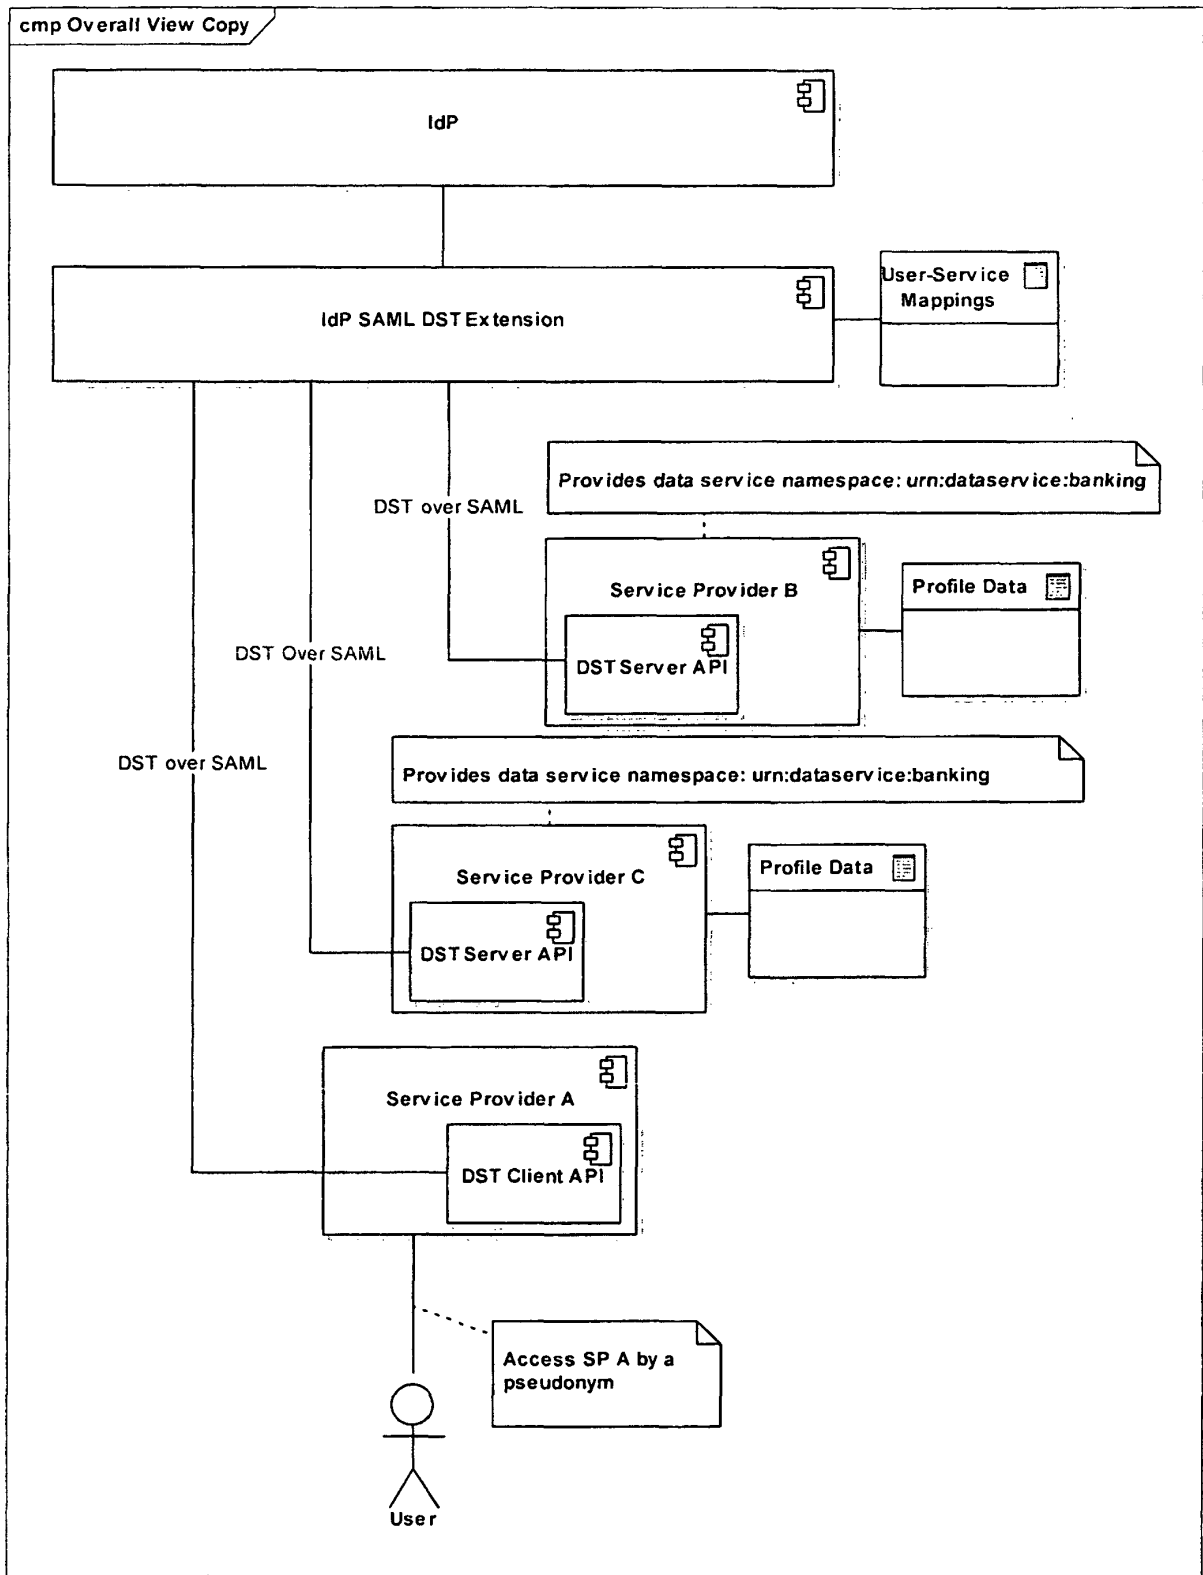 cmp Overall View Copy
IdP
IdP SAML DST Extension
User-Service
Mappings
Provides data service namespace: urn:dataservice:banking
DST over SAML
Service Provider B
Profile Data
DST Server API
DST Over SAML
Provides data service namespace: urn:dataservice:banking
DST over SAML
Service Provider C
Profile Data
DST Server API
Service Provider A
DST Client API
Access SP A by a
pseudonym
User